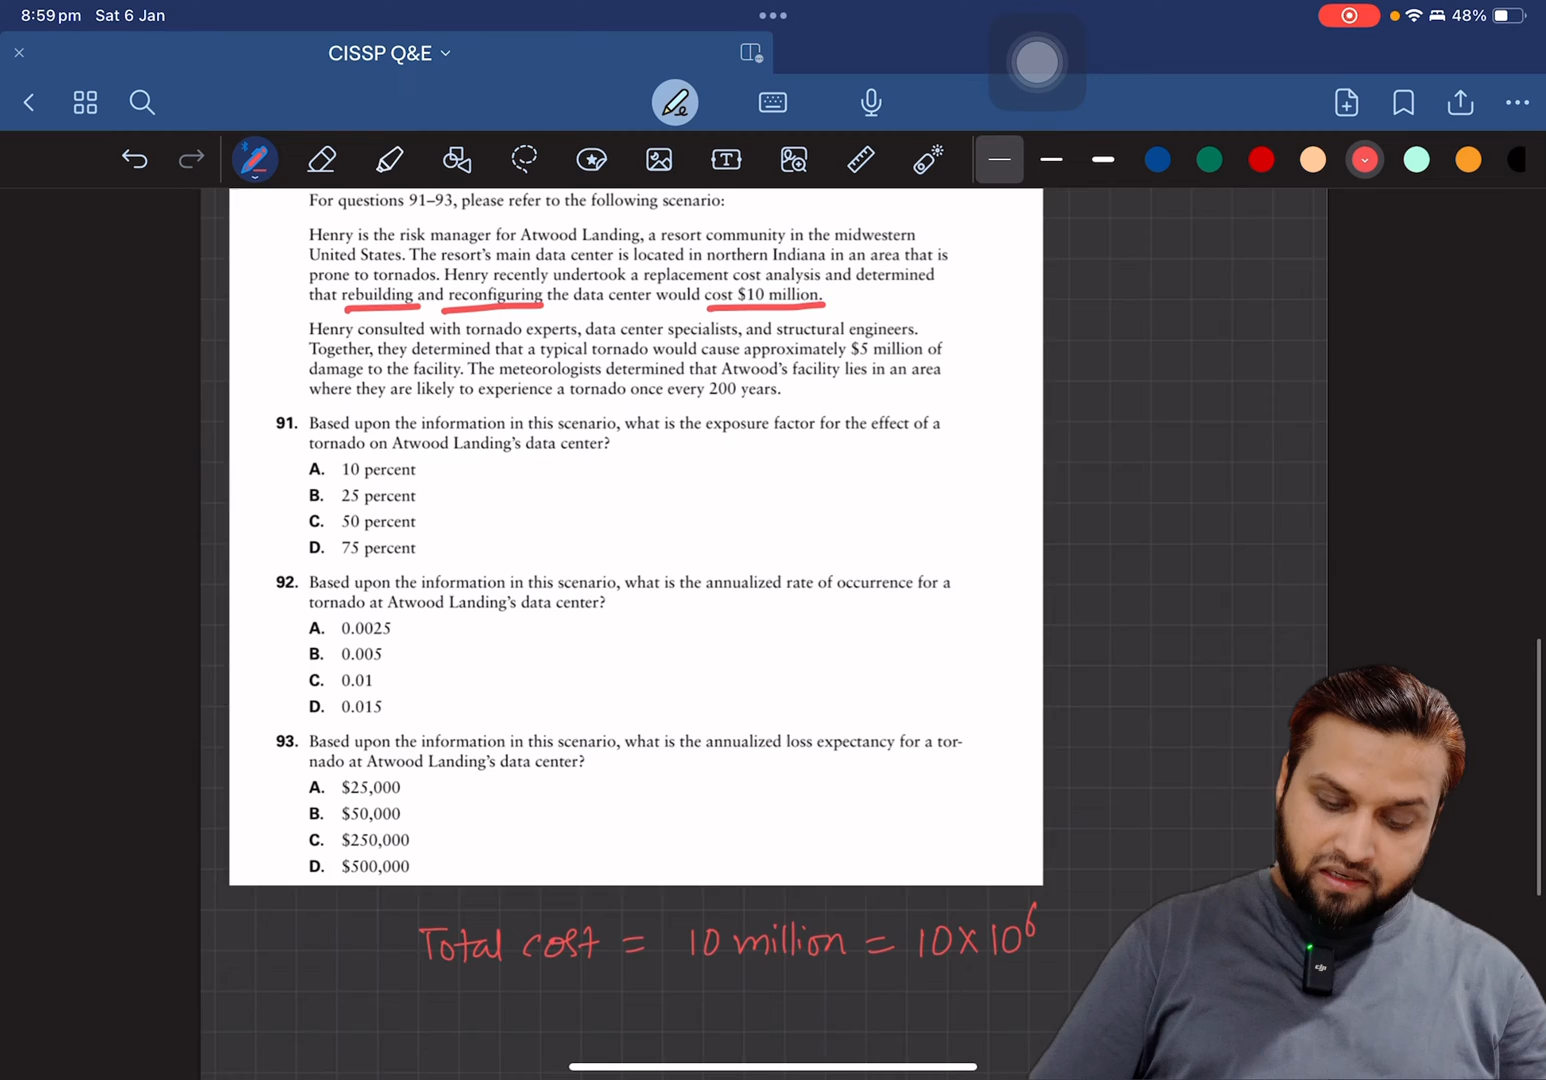 8:59 pm Sat 6 Jan
48%
CISSP Q&E
For questions 91–93, please refer to the following scenario:
Henry is the risk manager for Atwood Landing, a resort community in the midwestern
United States. The resort's main data center is located in northern Indiana in an area that is
prone to tornados. Henry recently undertook a replacement cost analysis and determined
that rebuilding and reconfiguring the data center would cost $10 million.
Henry consulted with tornado experts, data center specialists, and structural engineers.
Together, they determined that a typical tornado would cause approximately $5 million of
damage to the facility. The meteorologists determined that Atwood's facility lies in an area
where they are likely to experience a tornado once every 200 years.
91. Based upon the information in this scenario, what is the exposure factor for the effect of a
tornado on Atwood Landing's data center?
A. 10 percent
B. 25 percent
C. 50 percent
D. 75 percent
92. Based upon the information in this scenario, what is the annualized rate of occurrence for a
tornado at Atwood Landing's data center?
A. 0.0025
B. 0.005
C. 0.01
D. 0.015
93. Based upon the information in this scenario, what is the annualized loss expectancy for a tor-
nado at Atwood Landing's data center?
A. $25,000
B. $50,000
C. $250,000
D. $500,000
Total cost = 10 million = 10 × 10⁶
dji